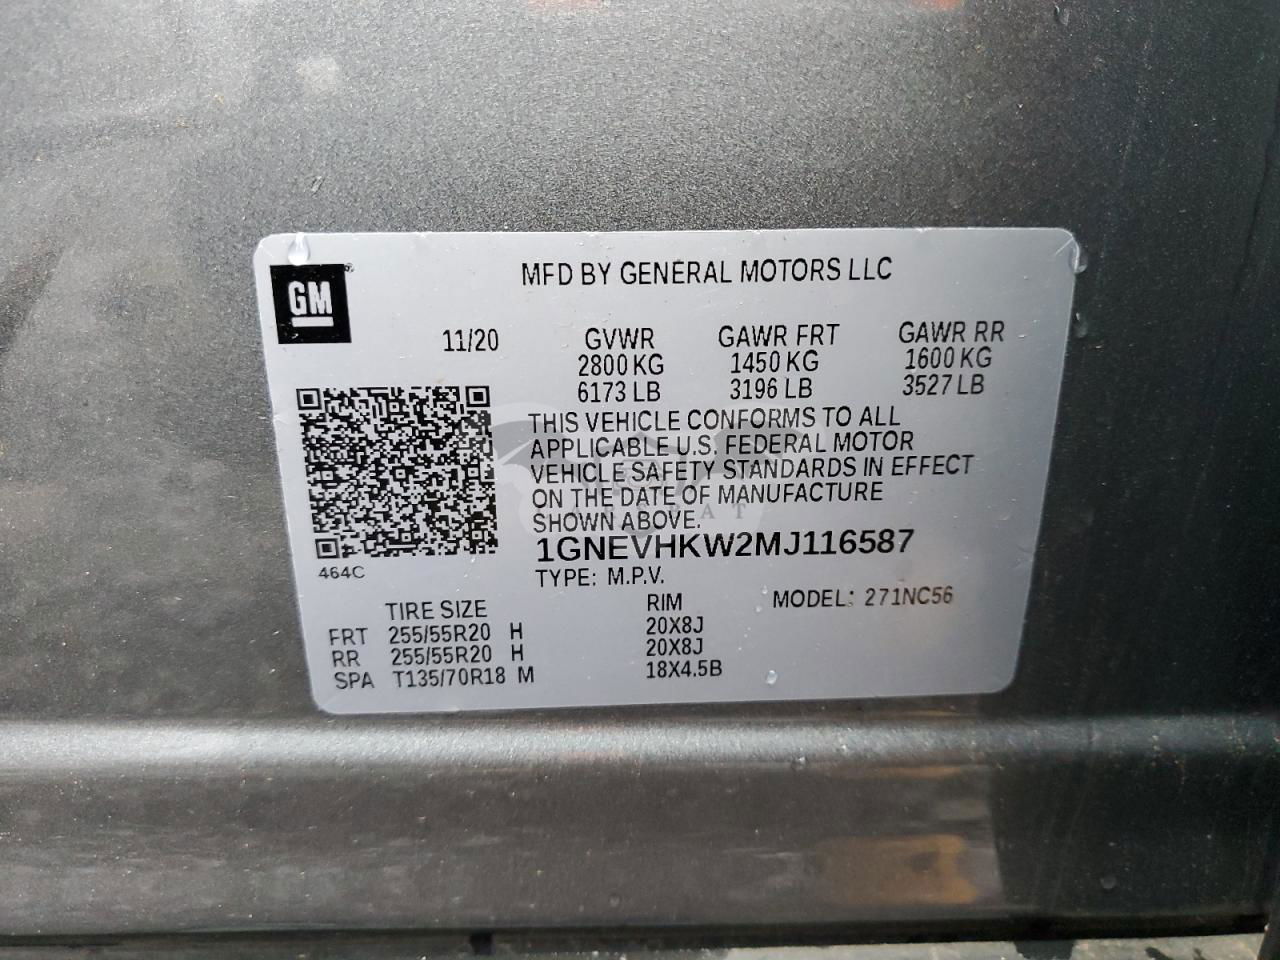 GM
MFD BY GENERAL MOTORS LLC
11/20 GVWR GAWR FRT GAWR RR
2800 KG 1450 KG 1600 KG
6173 LB 3196 LB 3527 LB
THIS VEHICLE CONFORMS TO ALL
APPLICABLE U.S. FEDERAL MOTOR
VEHICLE SAFETY STANDARDS IN EFFECT
ON THE DATE OF MANUFACTURE
SHOWN ABOVE.
1GNEVHKW2MJ116587
464C
TYPE: M.P.V.
TIRE SIZE RIM MODEL: 271NC56
FRT 255/55R20 H 20X8J
RR 255/55R20 H 20X8J
SPA T135/70R18 M 18X4.5B